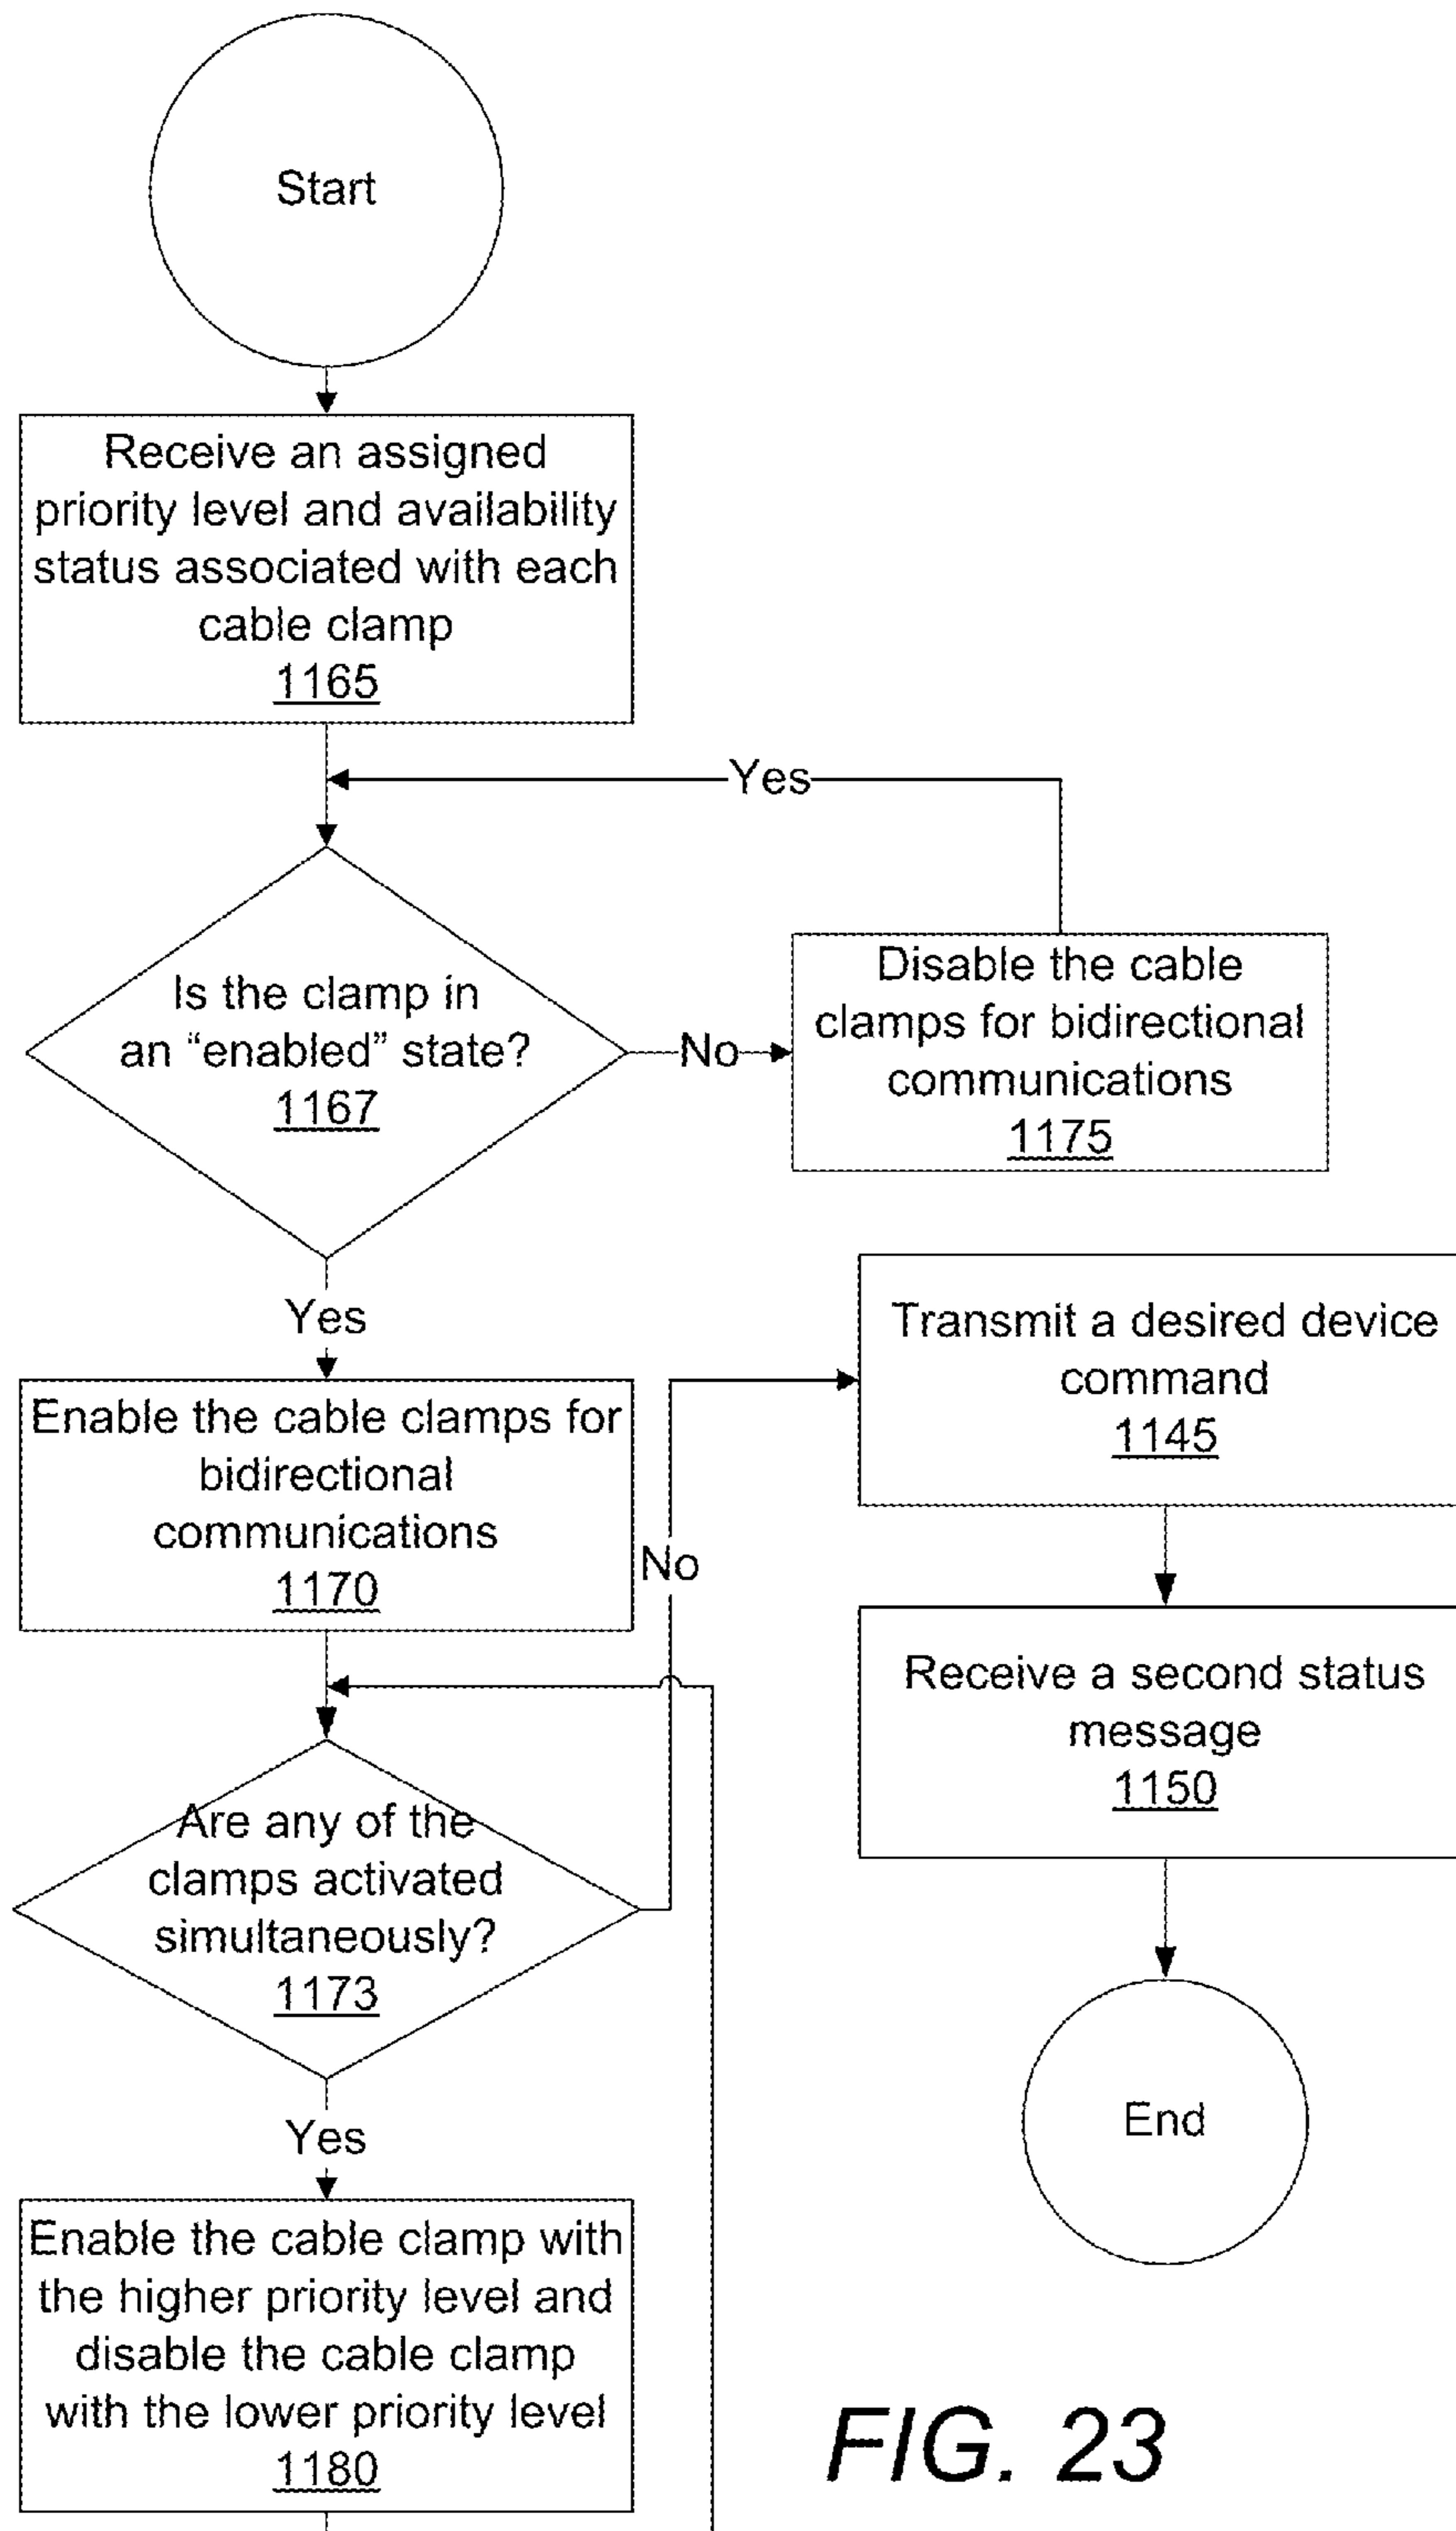 Start
Receive an assigned
priority level and availability
status associated with each
cable clamp
1165
Yes
Is the clamp in
an “enabled” state?
1167
No
Disable the cable
clamps for bidirectional
communications
1175
Yes
Enable the cable clamps for
bidirectional
communications
1170
No
Are any of the
clamps activated
simultaneously?
1173
Yes
Enable the cable clamp with
the higher priority level and
disable the cable clamp
with the lower priority level
1180
Transmit a desired device
command
1145
Receive a second status
message
1150
End
FIG. 23